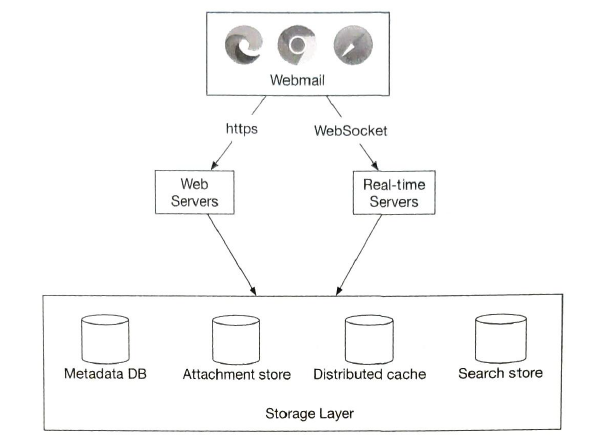 Webmail
https
WebSocket
Web
Servers
Real-time
Servers
Metadata DB
Attachment store
Distributed cache
Search store
Storage Layer